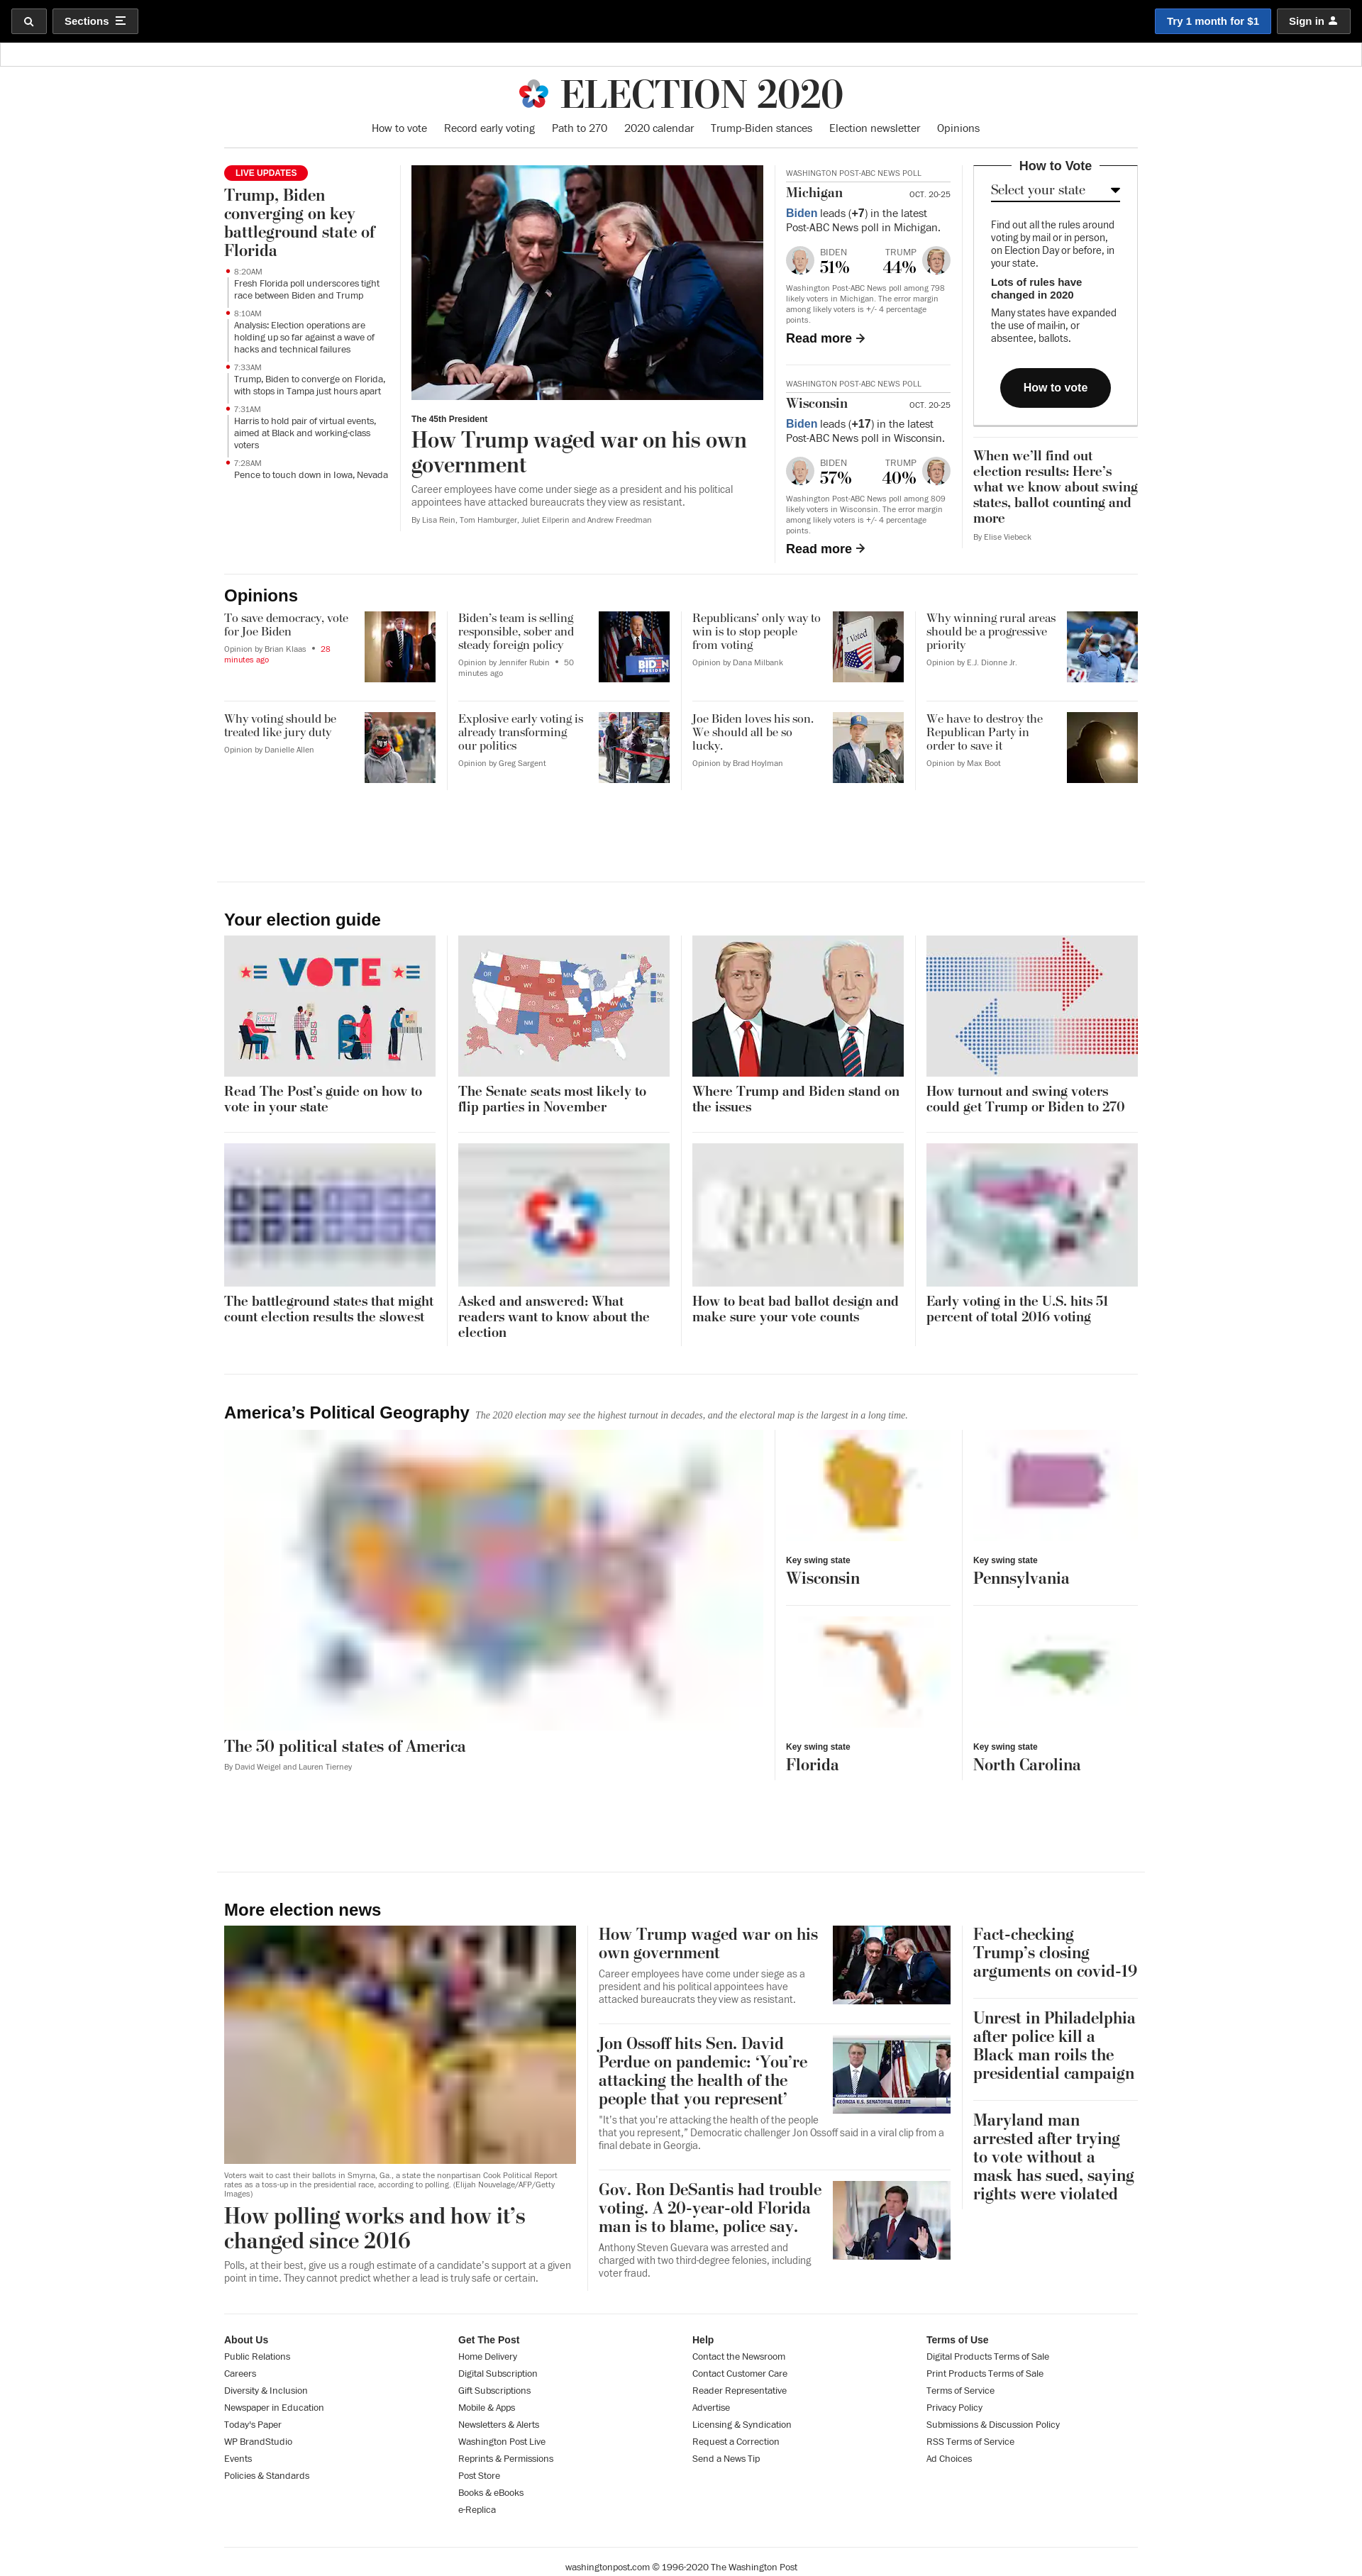 Sections
Try 1 month for $1
Sign in
ELECTION 2020
How to vote
Record early voting
Path to 270
2020 calendar
Trump-Biden stances
Election newsletter
Opinions
LIVE UPDATES
Trump, Biden
converging on key
battleground state of
Florida
8:20AM
Fresh Florida poll underscores tight
race between Biden and Trump
8:10AM
Analysis: Election operations are
holding up so far against a wave of
hacks and technical failures
7:33AM
Trump, Biden to converge on Florida,
with stops in Tampa just hours apart
7:31AM
Harris to hold pair of virtual events,
aimed at Black and working-class
voters
7:28AM
Pence to touch down in Iowa, Nevada
The 45th President
How Trump waged war on his own
government
Career employees have come under siege as a president and his political
appointees have attacked bureaucrats they view as resistant.
By Lisa Rein, Tom Hamburger, Juliet Eilperin and Andrew Freedman
WASHINGTON POST-ABC NEWS POLL
Michigan
OCT. 20-25
Biden leads (+7) in the latest
Post-ABC News poll in Michigan.
BIDEN
51%
TRUMP
44%
Washington Post-ABC News poll among 798
likely voters in Michigan. The error margin
among likely voters is +/- 4 percentage
points.
Read more →
WASHINGTON POST-ABC NEWS POLL
Wisconsin
OCT. 20-25
Biden leads (+17) in the latest
Post-ABC News poll in Wisconsin.
BIDEN
57%
TRUMP
40%
Washington Post-ABC News poll among 809
likely voters in Wisconsin. The error margin
among likely voters is +/- 4 percentage
points.
Read more →
How to Vote
Select your state
Find out all the rules around
voting by mail or in person,
on Election Day or before, in
your state.
Lots of rules have
changed in 2020
Many states have expanded
the use of mail-in, or
absentee, ballots.
How to vote
When we’ll find out
election results: Here’s
what we know about swing
states, ballot counting and
more
By Elise Viebeck
Opinions
To save democracy, vote
for Joe Biden
Opinion by Brian Klaas • 28
minutes ago
Biden’s team is selling
responsible, sober and
steady foreign policy
Opinion by Jennifer Rubin • 50
minutes ago
BIDEN
PRESIDENT
Republicans’ only way to
win is to stop people
from voting
Opinion by Dana Milbank
I Voted
Why winning rural areas
should be a progressive
priority
Opinion by E.J. Dionne Jr.
Why voting should be
treated like jury duty
Opinion by Danielle Allen
Explosive early voting is
already transforming
our politics
Opinion by Greg Sargent
Joe Biden loves his son.
We should all be so
lucky.
Opinion by Brad Hoylman
We have to destroy the
Republican Party in
order to save it
Opinion by Max Boot
Your election guide
VOTE
Read The Post’s guide on how to
vote in your state
The Senate seats most likely to
flip parties in November
Where Trump and Biden stand on
the issues
How turnout and swing voters
could get Trump or Biden to 270
The battleground states that might
count election results the slowest
Asked and answered: What
readers want to know about the
election
How to beat bad ballot design and
make sure your vote counts
Early voting in the U.S. hits 51
percent of total 2016 voting
America’s Political Geography
The 2020 election may see the highest turnout in decades, and the electoral map is the largest in a long time.
The 50 political states of America
By David Weigel and Lauren Tierney
Key swing state
Wisconsin
Key swing state
Pennsylvania
Key swing state
Florida
Key swing state
North Carolina
More election news
Voters wait to cast their ballots in Smyrna, Ga., a state the nonpartisan Cook Political Report
rates as a toss-up in the presidential race, according to polling. (Elijah Nouvelage/AFP/Getty
Images)
How polling works and how it’s
changed since 2016
Polls, at their best, give us a rough estimate of a candidate’s support at a given
point in time. They cannot predict whether a lead is truly safe or certain.
How Trump waged war on his
own government
Career employees have come under siege as a
president and his political appointees have
attacked bureaucrats they view as resistant.
Jon Ossoff hits Sen. David
Perdue on pandemic: ‘You’re
attacking the health of the
people that you represent’
"It’s that you’re attacking the health of the people
that you represent,” Democratic challenger Jon Ossoff said in a viral clip from a
final debate in Georgia.
GEORGIA U.S. SENATORIAL DEBATE
Gov. Ron DeSantis had trouble
voting. A 20-year-old Florida
man is to blame, police say.
Anthony Steven Guevara was arrested and
charged with two third-degree felonies, including
voter fraud.
Fact-checking
Trump’s closing
arguments on covid-19
Unrest in Philadelphia
after police kill a
Black man roils the
presidential campaign
Maryland man
arrested after trying
to vote without a
mask has sued, saying
rights were violated
About Us
Public Relations
Careers
Diversity & Inclusion
Newspaper in Education
Today's Paper
WP BrandStudio
Events
Policies & Standards
Get The Post
Home Delivery
Digital Subscription
Gift Subscriptions
Mobile & Apps
Newsletters & Alerts
Washington Post Live
Reprints & Permissions
Post Store
Books & eBooks
e-Replica
Help
Contact the Newsroom
Contact Customer Care
Reader Representative
Advertise
Licensing & Syndication
Request a Correction
Send a News Tip
Terms of Use
Digital Products Terms of Sale
Print Products Terms of Sale
Terms of Service
Privacy Policy
Submissions & Discussion Policy
RSS Terms of Service
Ad Choices
washingtonpost.com © 1996-2020 The Washington Post